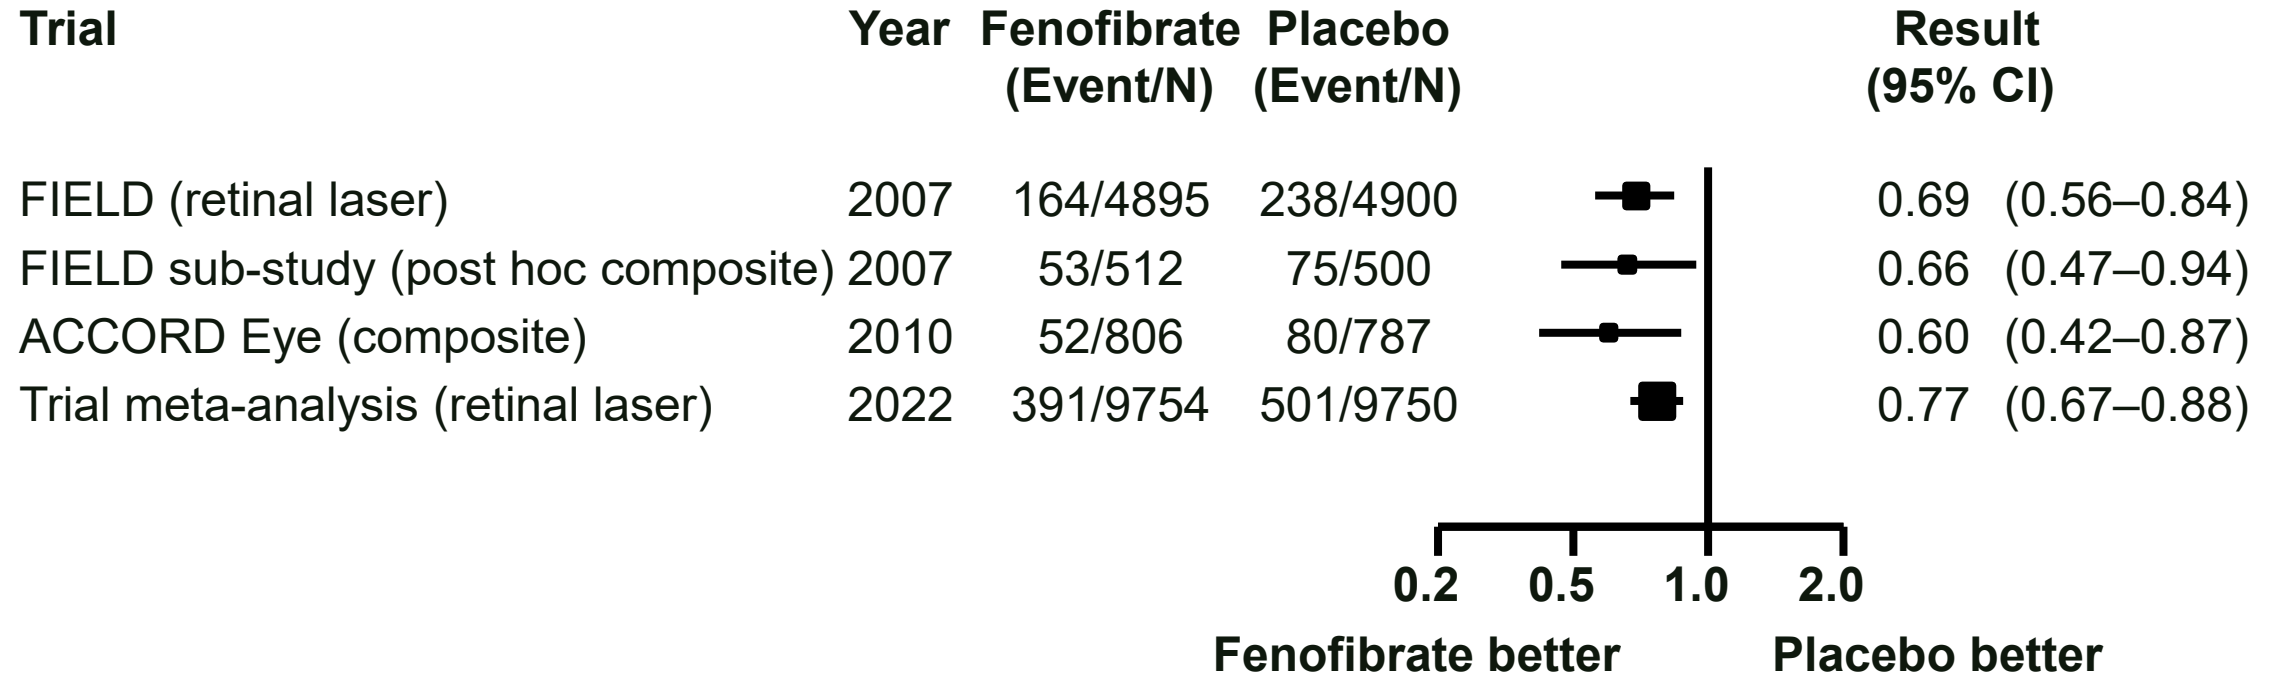 Trial Year Fenofibrate Placebo Result
(Event/N) (Event/N) (95% CI)
FIELD (retinal laser) 2007 164/4895 238/4900 0.69 (0.56–0.84)
FIELD sub-study (post hoc composite) 2007 53/512 75/500 0.66 (0.47–0.94)
ACCORD Eye (composite) 2010 52/806 80/787 0.60 (0.42–0.87)
Trial meta-analysis (retinal laser) 2022 391/9754 501/9750 0.77 (0.67–0.88)
0.2 0.5 1.0 2.0
Fenofibrate better Placebo better